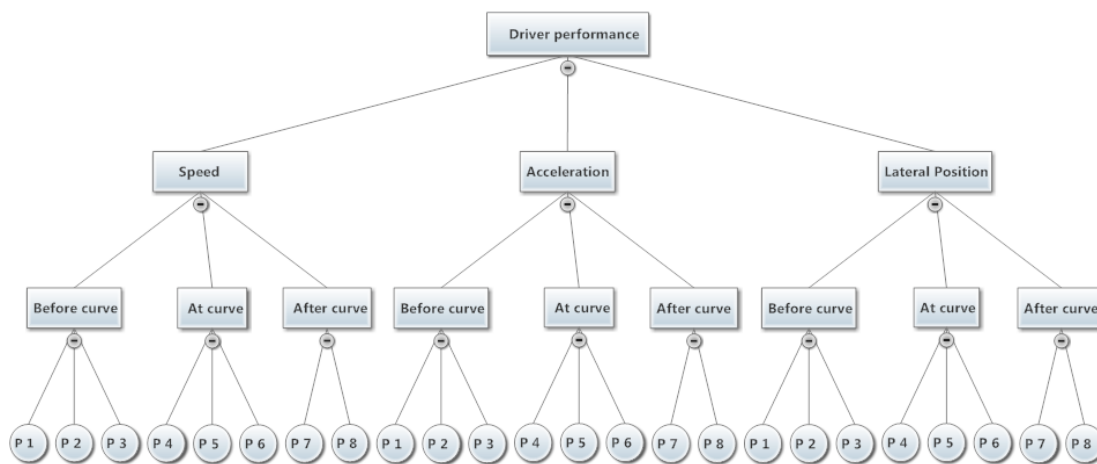 Driver performance
Speed
Acceleration
Lateral Position
Before curve
At curve
After curve
Before curve
At curve
After curve
Before curve
At curve
After curve
P 1
P 2
P 3
P 4
P 5
P 6
P 7
P 8
P 1
P 2
P 3
P 4
P 5
P 6
P 7
P 8
P 1
P 2
P 3
P 4
P 5
P 6
P 7
P 8